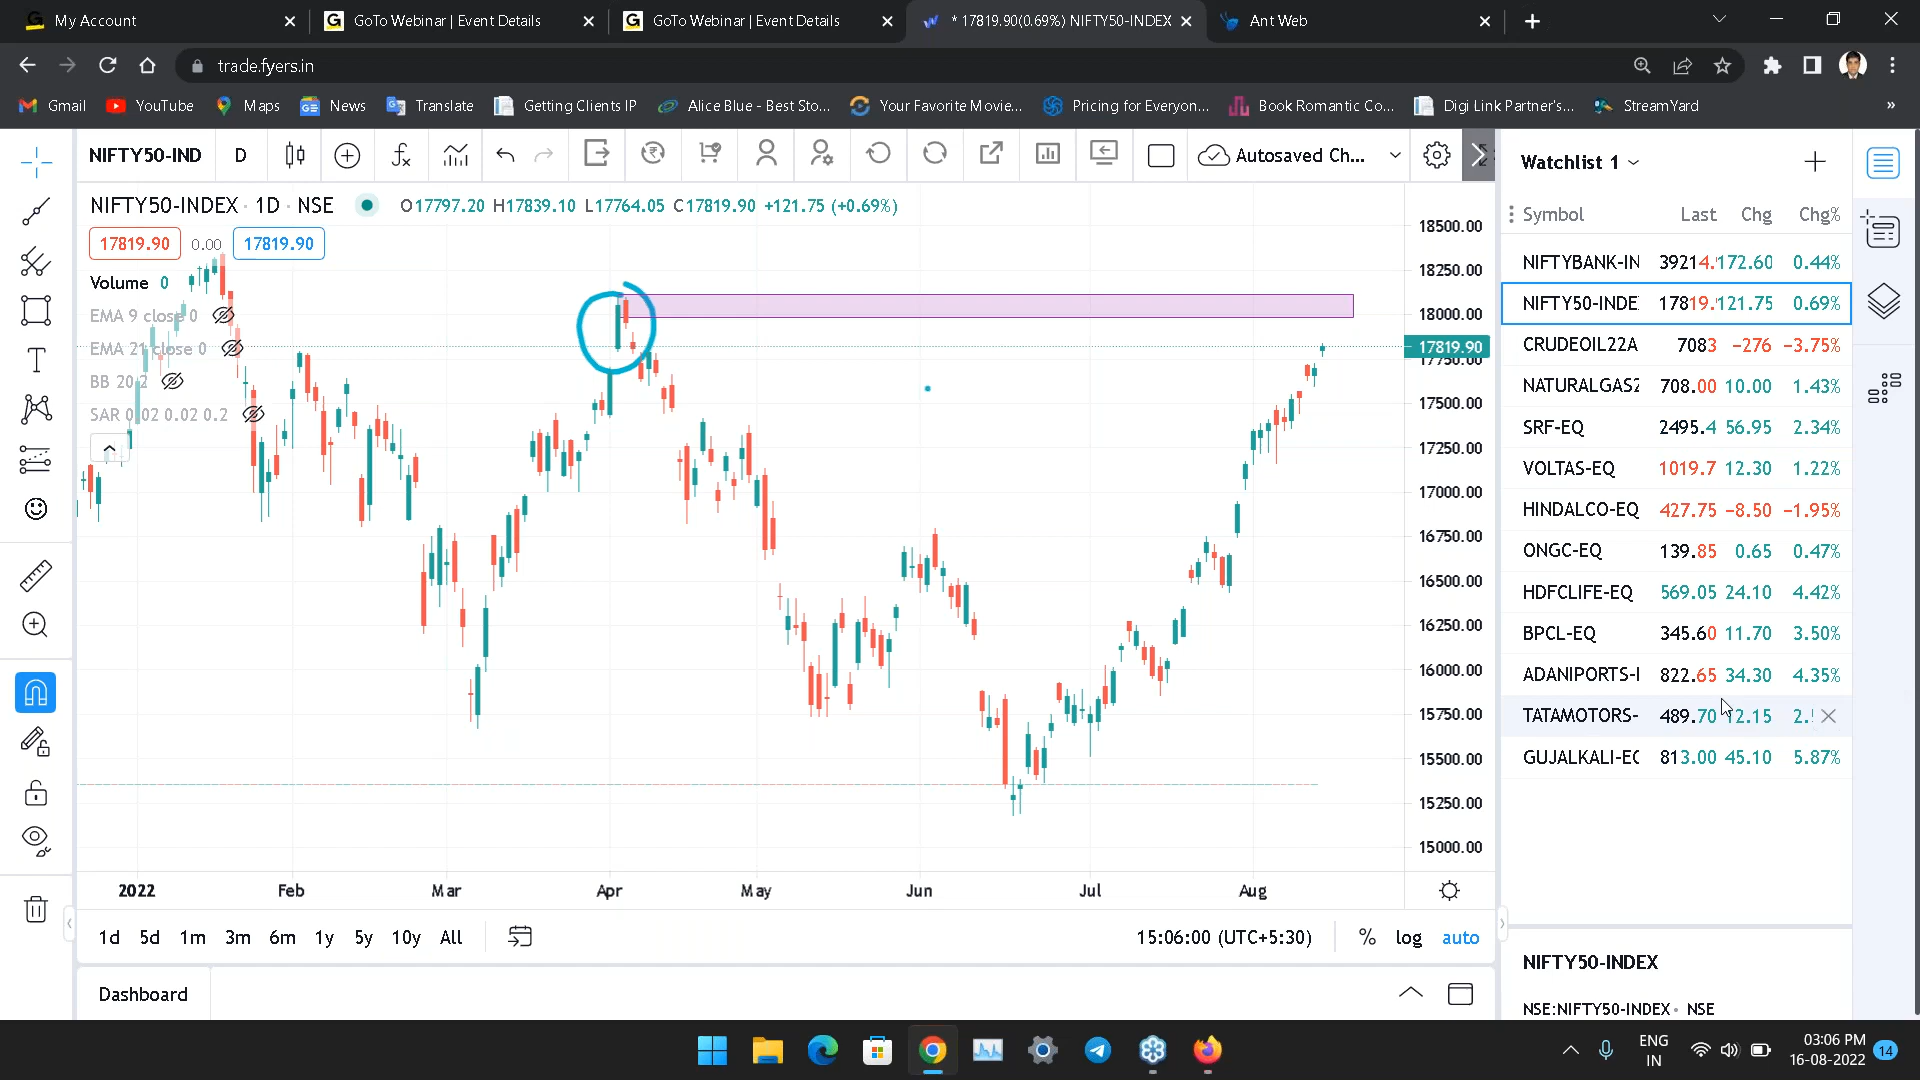 My Account
GoTo Webinar | Event Details
GoTo Webinar | Event Details
* 17819.90(0.69%) NIFTY50-INDEX
Ant Web
trade.fyers.in
Gmail
YouTube
Maps
News
Translate
Getting Clients IP
Alice Blue - Best Sto...
Your Favorite Movie...
Pricing for Everyon...
Book Romantic Co...
Digi Link Partner's...
StreamYard
»
NIFTY50-IND
D
Autosaved Ch...
NIFTY50-INDEX · 1D · NSE
O17797.20 H17839.10 L17764.05 C17819.90 +121.75 (+0.69%)
17819.90 0.00 17819.90
Volume 0
EMA 9 close 0
EMA 21 close 0
BB 20 2
SAR 0.02 0.02 0.2
18500.00
18250.00
18000.00
17819.90
17750.00
17500.00
17250.00
17000.00
16750.00
16500.00
16250.00
16000.00
15750.00
15500.00
15250.00
15000.00
2022 Feb Mar Apr May Jun Jul Aug
1d 5d 1m 3m 6m 1y 5y 10y All
15:06:00 (UTC+5:30) % log auto
Dashboard
Watchlist 1
Symbol Last Chg Chg%
NIFTYBANK-IN 39214. 172.60 0.44%
NIFTY50-INDE 17819. 121.75 0.69%
CRUDEOIL22A 7083 −276 −3.75%
NATURALGAS2 708.00 10.00 1.43%
SRF-EQ 2495.4 56.95 2.34%
VOLTAS-EQ 1019.7 12.30 1.22%
HINDALCO-EQ 427.75 −8.50 −1.95%
ONGC-EQ 139.85 0.65 0.47%
HDFCLIFE-EQ 569.05 24.10 4.42%
BPCL-EQ 345.60 11.70 3.50%
ADANIPORTS-I 822.65 34.30 4.35%
TATAMOTORS- 489.70 12.15 2.
GUJALKALI-EC 813.00 45.10 5.87%
NIFTY50-INDEX
NSE:NIFTY50-INDEX · NSE
ENG
IN
03:06 PM
16-08-2022
14